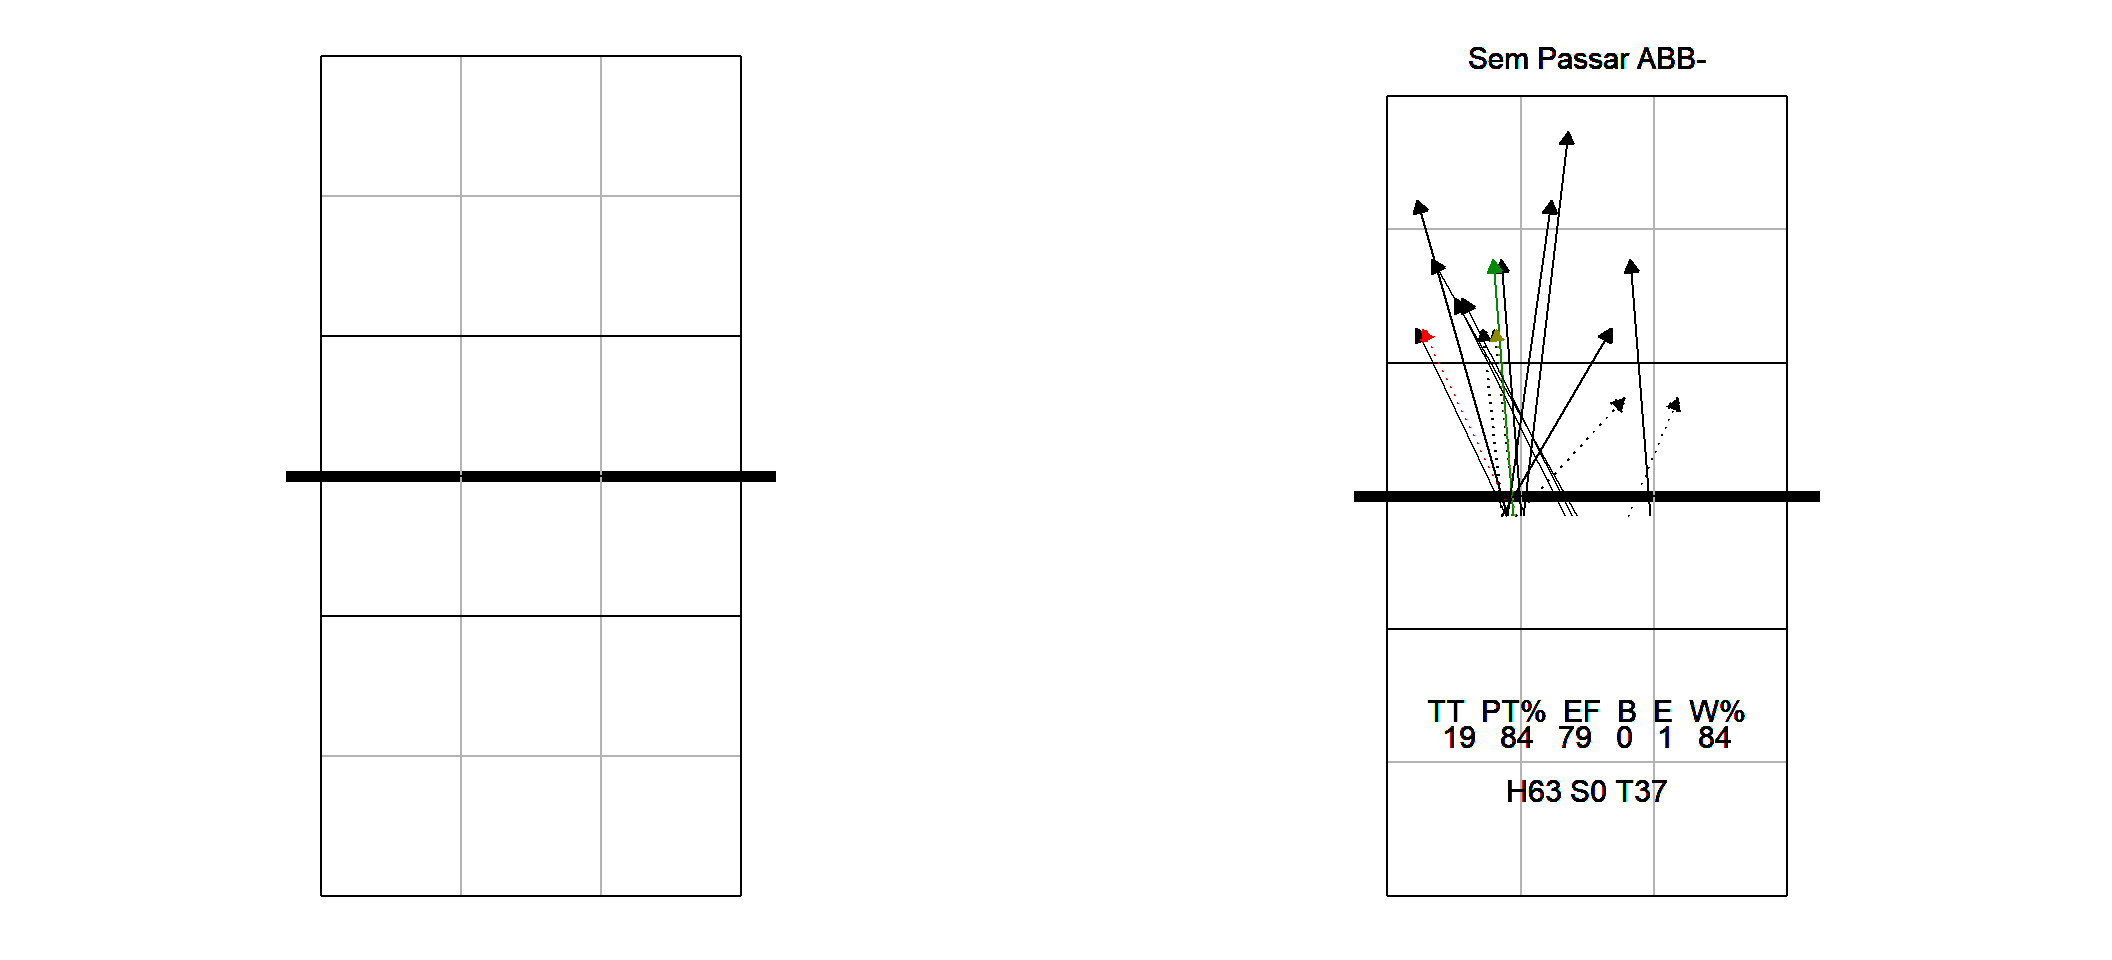 Sem Passar ABB-
TT PT% EF B E W%
19 84 79 0 1 84
H63 S0 T37